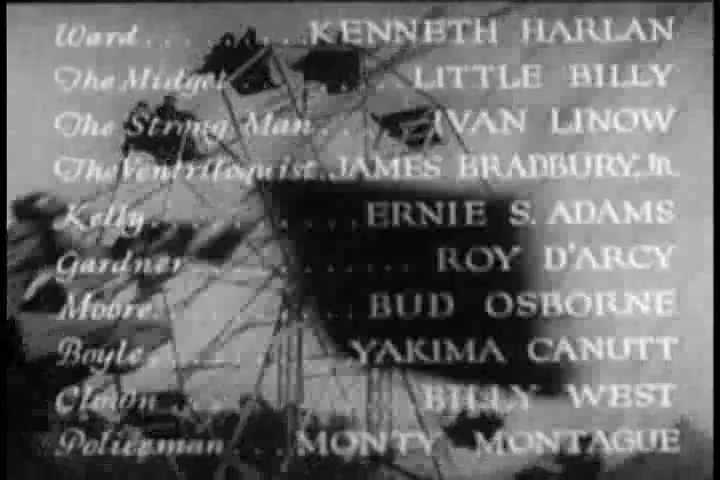 Ward..........KENNETH HARLAN
The Midget..........LITTLE BILLY
The Strong Man......IVAN LINOW
The Ventriloquist..JAMES BRADBURY, Jr.
Kelly............ERNIE S. ADAMS
Gardner............ROY D'ARCY
Moore............BUD OSBORNE
Boyle..........YAKIMA CANUTT
Clown............BILLY WEST
Policeman...MONTY MONTAGUE